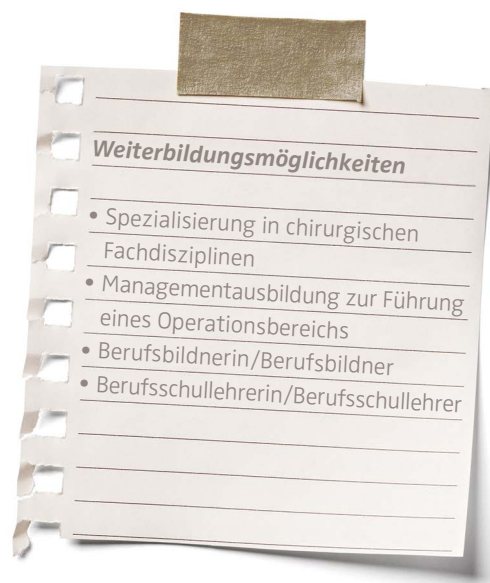 Weiterbildungsmöglichkeiten
• Spezialisierung in chirurgischen
Fachdisziplinen
• Managementausbildung zur Führung
eines Operationsbereichs
• Berufsbildnerin/Berufsbildner
• Berufsschullehrerin/Berufsschullehrer